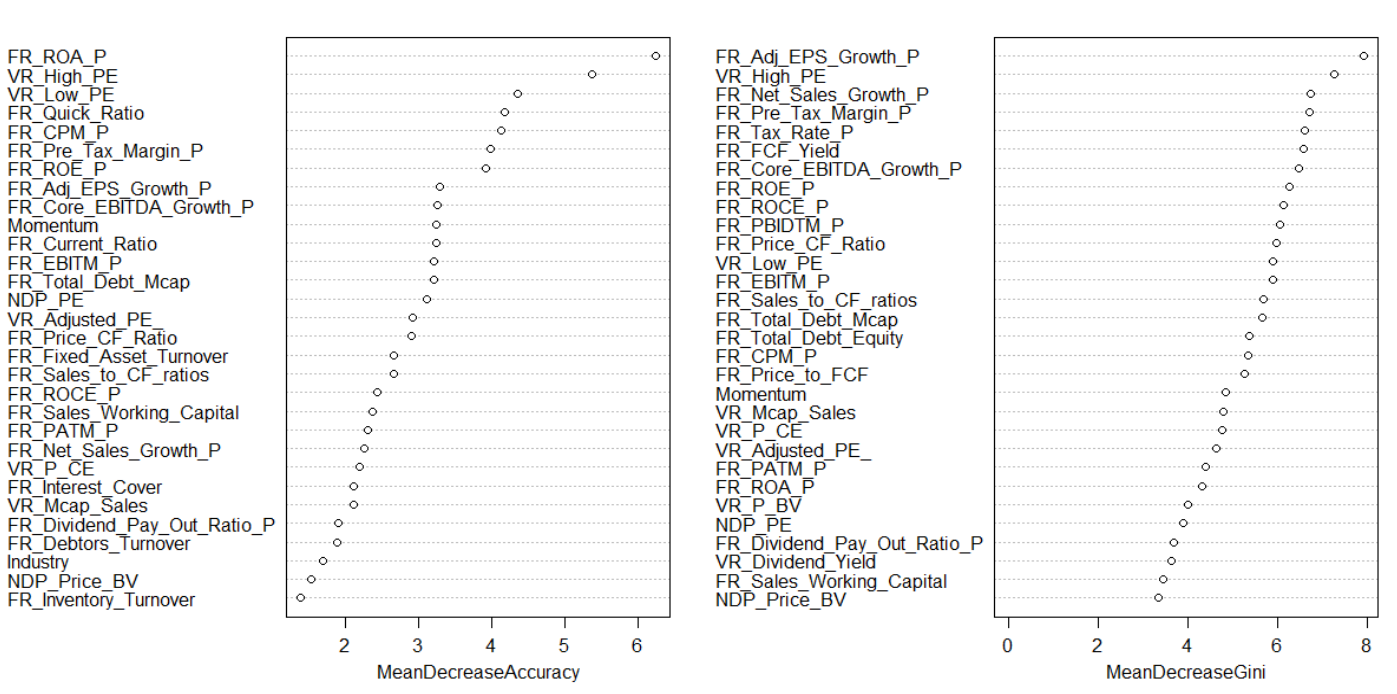 FR_ROA_P
VR_High_PE
VR_Low_PE
FR_Quick_Ratio
FR_CPM_P
FR_Pre_Tax_Margin_P
FR_ROE_P
FR_Adj_EPS_Growth_P
FR_Core_EBITDA_Growth_P
Momentum
FR_Current_Ratio
FR_EBITM_P
FR_Total_Debt_Mcap
NDP_PE
VR_Adjusted_PE_
FR_Price_CF_Ratio
FR_Fixed_Asset_Turnover
FR_Sales_to_CF_ratios
FR_ROCE_P
FR_Sales_Working_Capital
FR_PATM_P
FR_Net_Sales_Growth_P
VR_P_CE
FR_Interest_Cover
VR_Mcap_Sales
FR_Dividend_Pay_Out_Ratio_P
FR_Debtors_Turnover
Industry
NDP_Price_BV
FR_Inventory_Turnover
2 3 4 5 6
MeanDecreaseAccuracy
FR_Adj_EPS_Growth_P
VR_High_PE
FR_Net_Sales_Growth_P
FR_Pre_Tax_Margin_P
FR_Tax_Rate_P
FR_FCF_Yield
FR_Core_EBITDA_Growth_P
FR_ROE_P
FR_ROCE_P
FR_PBIDTM_P
FR_Price_CF_Ratio
VR_Low_PE
FR_EBITM_P
FR_Sales_to_CF_ratios
FR_Total_Debt_Mcap
FR_Total_Debt_Equity
FR_CPM_P
FR_Price_to_FCF
Momentum
VR_Mcap_Sales
VR_P_CE
VR_Adjusted_PE_
FR_PATM_P
FR_ROA_P
VR_P_BV
NDP_PE
FR_Dividend_Pay_Out_Ratio_P
VR_Dividend_Yield
FR_Sales_Working_Capital
NDP_Price_BV
0 2 4 6 8
MeanDecreaseGini